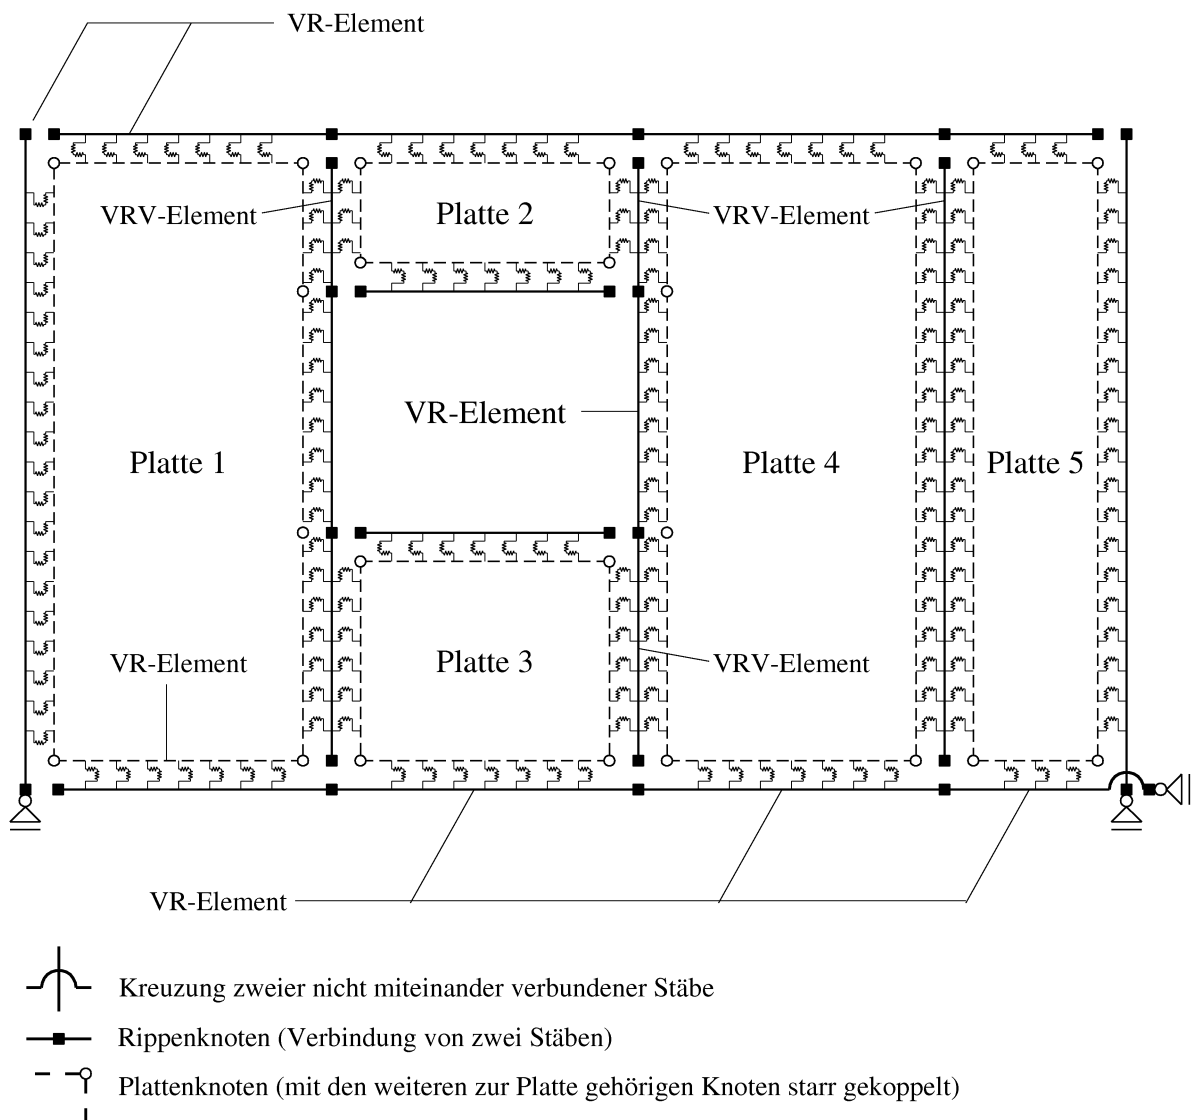 VR-Element
VRV-Element
Platte 2
VRV-Element
VR-Element
Platte 1
Platte 4
Platte 5
VR-Element
Platte 3
VRV-Element
VR-Element
Kreuzung zweier nicht miteinander verbundener Stäbe
Rippenknoten (Verbindung von zwei Stäben)
Plattenknoten (mit den weiteren zur Platte gehörigen Knoten starr gekoppelt)